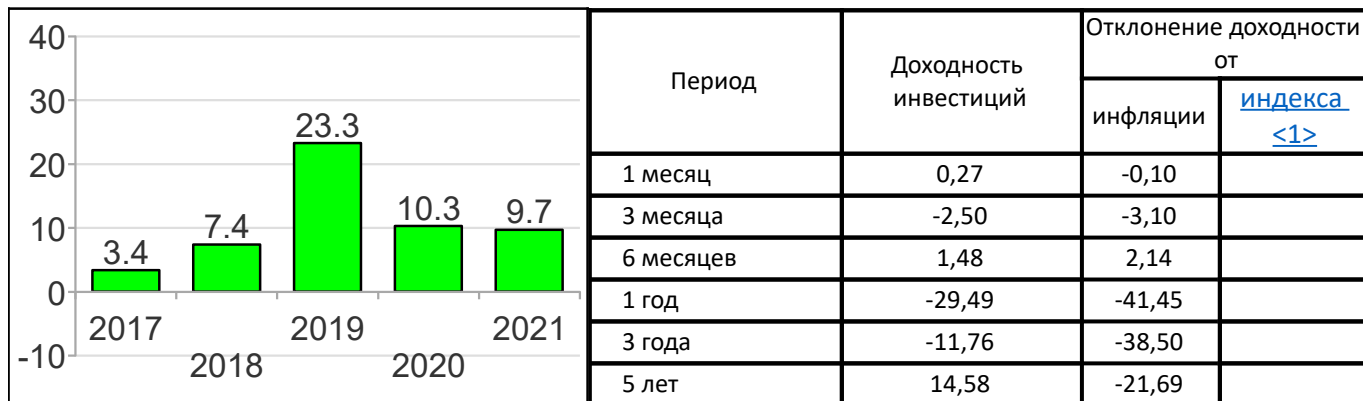 40
30
20
10
0
-10
3.4
7.4
23.3
10.3
9.7
2017
2018
2019
2020
2021
Период
Доходность
инвестиций
Отклонение доходности
от
инфляции
индекса
<1>
1 месяц 0,27 -0,10
3 месяца -2,50 -3,10
6 месяцев 1,48 2,14
1 год -29,49 -41,45
3 года -11,76 -38,50
5 лет 14,58 -21,69